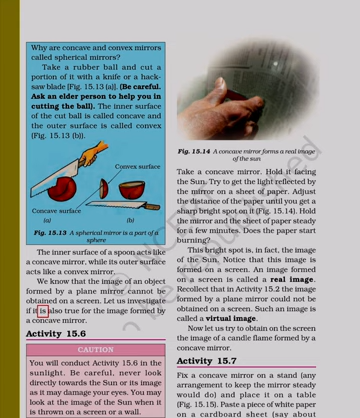 Why are concave and convex mirrors
called spherical mirrors?
Take a rubber ball and cut a
portion of it with a knife or a hack-
saw blade [Fig. 15.13 (a)]. (Be careful.
Ask an elder person to help you in
cutting the ball). The inner surface
of the cut ball is called concave and
the outer surface is called convex
(Fig. 15.13 (b)).
Convex surface
Concave surface
(a)
(b)
Fig. 15.13 A spherical mirror is a part of a
sphere
The inner surface of a spoon acts like
a concave mirror, while its outer surface
acts like a convex mirror.
We know that the image of an object
formed by a plane mirror cannot be
obtained on a screen. Let us investigate
if it is also true for the image formed by
a concave mirror.
Activity 15.6
CAUTION
You will conduct Activity 15.6 in the
sunlight. Be careful, never look
directly towards the Sun or its image
as it may damage your eyes. You may
look at the image of the Sun when it
is thrown on a screen or a wall.
Fig. 15.14 A concave mirror forms a real image
of the sun
Take a concave mirror. Hold it facing
the Sun. Try to get the light reflected by
the mirror on a sheet of paper. Adjust
the distance of the paper until you get a
sharp bright spot on it (Fig. 15.14). Hold
the mirror and the sheet of paper steady
for a few minutes. Does the paper start
burning?
This bright spot is, in fact, the image
of the Sun. Notice that this image is
formed on a screen. An image formed
on a screen is called a real image.
Recollect that in Activity 15.2 the image
formed by a plane mirror could not be
obtained on a screen. Such an image is
called a virtual image.
Now let us try to obtain on the screen
the image of a candle flame formed by a
concave mirror.
Activity 15.7
Fix a concave mirror on a stand (any
arrangement to keep the mirror steady
would do) and place it on a table
(Fig. 15.15). Paste a piece of white paper
on a cardboard sheet (say about